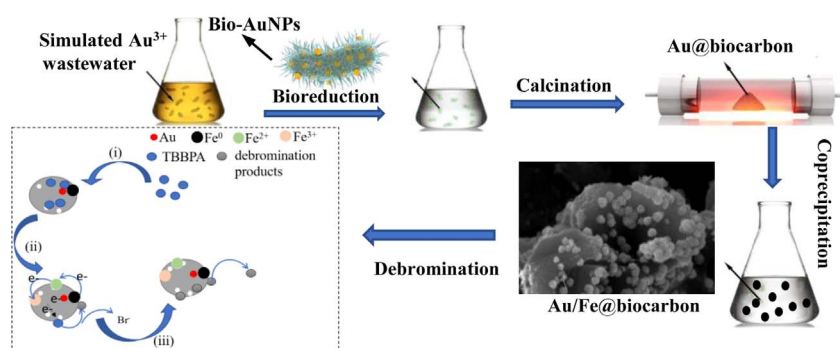 Simulated Au³⁺
wastewater
Bio-AuNPs
Bioreduction
Calcination
Au@biocarbon
Coprecipitation
Au/Fe@biocarbon
Debromination
Au Fe⁰ Fe²⁺ Fe³⁺
TBBPA debromination
products
(i)
(ii)
e-
e-
e-
e-
Br⁻
(iii)